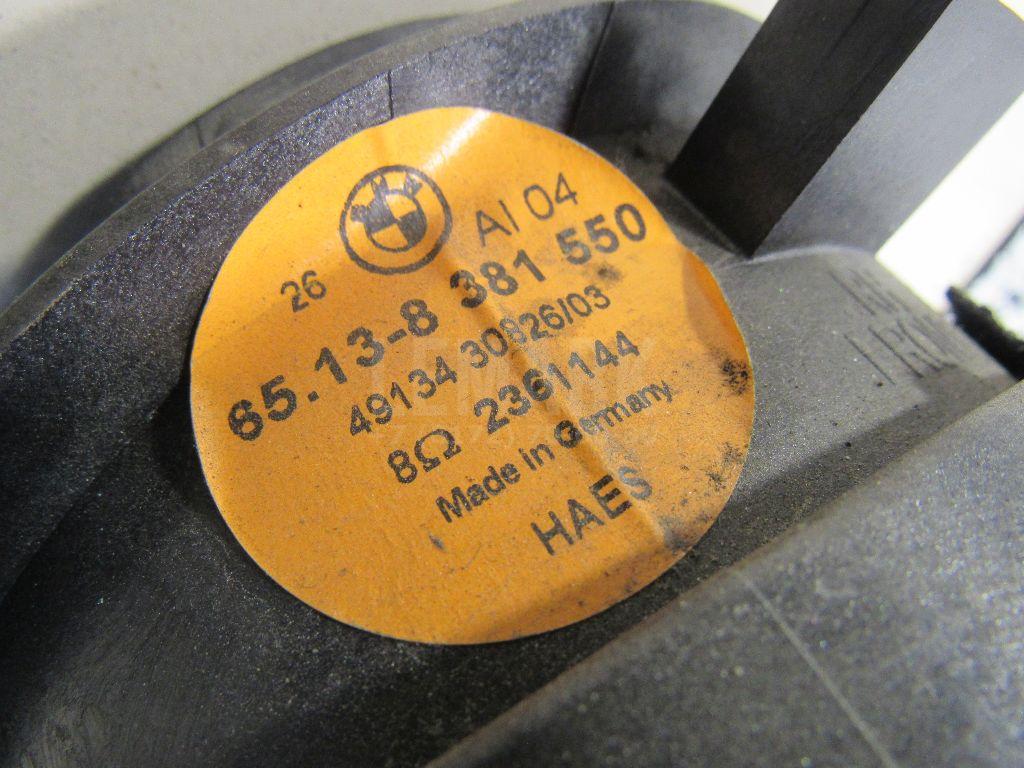 26 AI 04
65.13-8 381 550
49134 30826/03
8Ω 2361144
Made in Germany
HAES